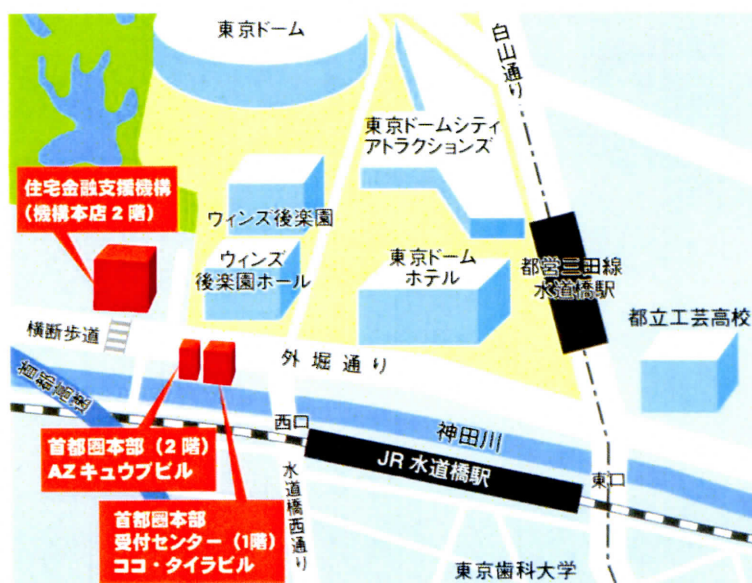 東京ドーム
白山通り
東京ドームシティ
アトラクションズ
住宅金融支援機構
(機構本店2階)
ウィンズ後楽園
ウィンズ
後楽園ホール
東京ドーム
ホテル
都営三田線
水道橋駅
都立工芸高校
横断歩道
外堀通り
首都高速
西口
神田川
首都圏本部(2階)
AZキュウブビル
JR水道橋駅
東口
水道橋西通り
首都圏本部
受付センター(1階)
ココ・タイラビル
東京歯科大学